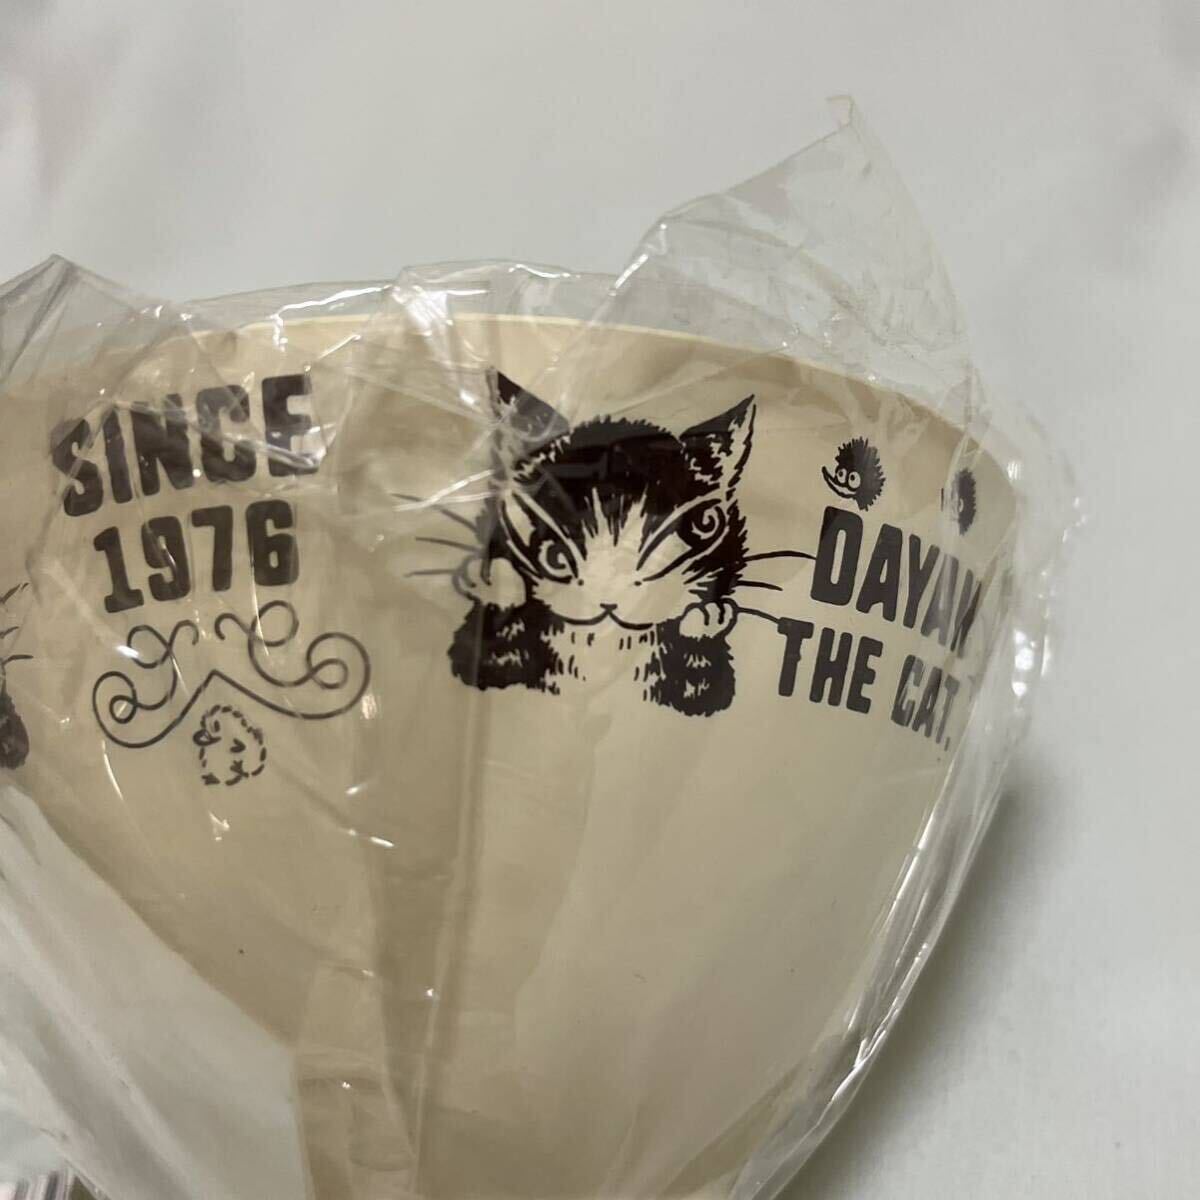 SINCE
1976
DAYAN
THE CAT.